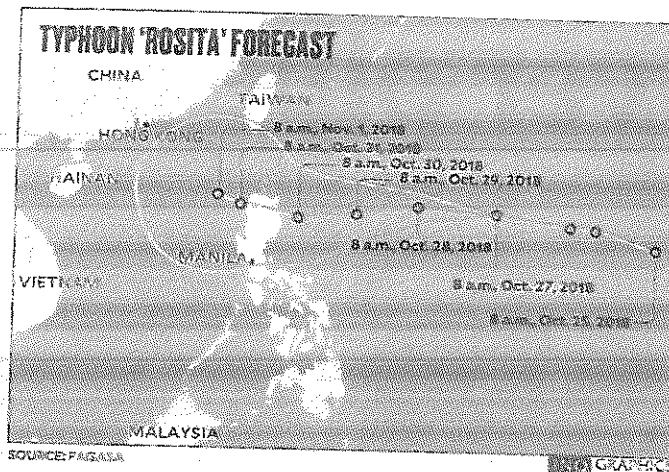 TYPHOON 'ROSITA' FORECAST
CHINA
TAIWAN
HONG KONG
8 a.m., Nov. 1, 2018
8 a.m., Oct. 31, 2018
8 a.m., Oct. 30, 2018
8 a.m., Oct. 29, 2018
HAINAN
8 a.m., Oct. 28, 2018
MANILA
VIETNAM
8 a.m., Oct. 27, 2018
8 a.m., Oct. 25, 2018
MALAYSIA
SOURCE: PAGASA
GRAPHICS